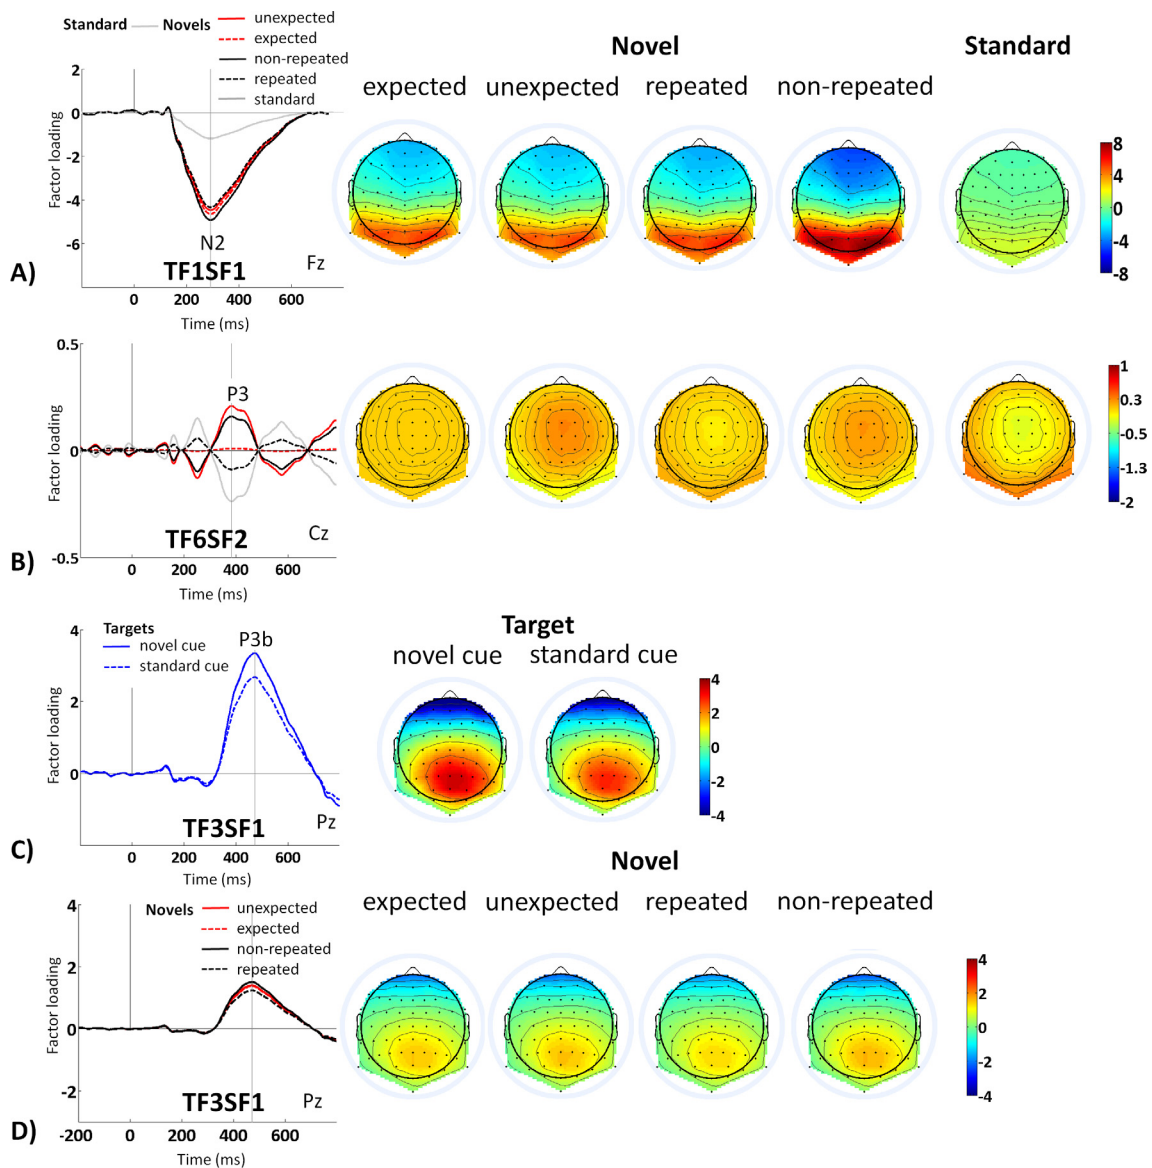 Standard Novels
unexpected
expected
non-repeated
repeated
standard
Novel
Standard
expected
unexpected
repeated
non-repeated
Factor loading
2
0
-2
-4
-6
N2
TF1SF1
Fz
0
200
400
600
Time (ms)
A)
8
4
0
-4
-8
Factor loading
0.5
0
-0.5
P3
TF6SF2
Cz
0
200
400
600
Time (ms)
B)
1
0.3
-0.5
-1.3
-2
Targets
novel cue
standard cue
Factor loading
4
2
0
P3b
TF3SF1
Pz
0
200
400
600
Time (ms)
C)
Target
novel cue
standard cue
4
2
0
-2
-4
Novels
unexpected
expected
non-repeated
repeated
Factor loading
4
2
0
-2
TF3SF1
Pz
-200
0
200
400
600
Time (ms)
D)
Novel
expected
unexpected
repeated
non-repeated
4
2
0
-2
-4